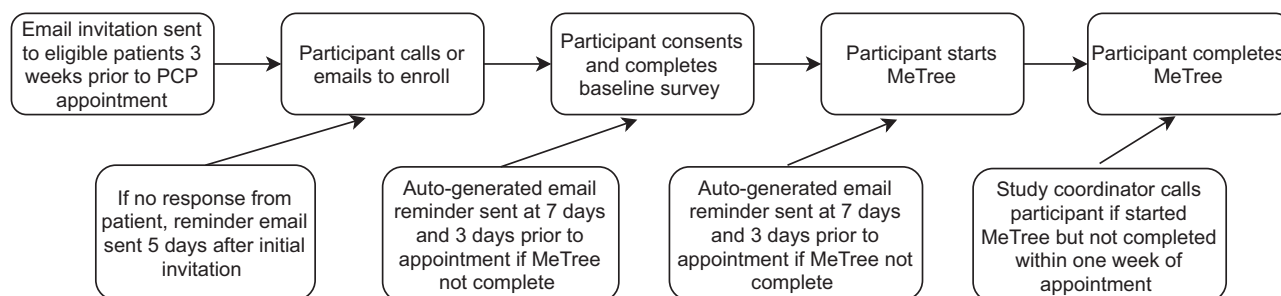 Email invitation sent
to eligible patients 3
weeks prior to PCP
appointment
Participant calls or
emails to enroll
Participant consents
and completes
baseline survey
Participant starts
MeTree
Participant completes
MeTree
If no response from
patient, reminder email
sent 5 days after initial
invitation
Auto-generated email
reminder sent at 7 days
and 3 days prior to
appointment if MeTree
not complete
Auto-generated email
reminder sent at 7 days
and 3 days prior to
appointment if MeTree not
complete
Study coordinator calls
participant if started
MeTree but not completed
within one week of
appointment